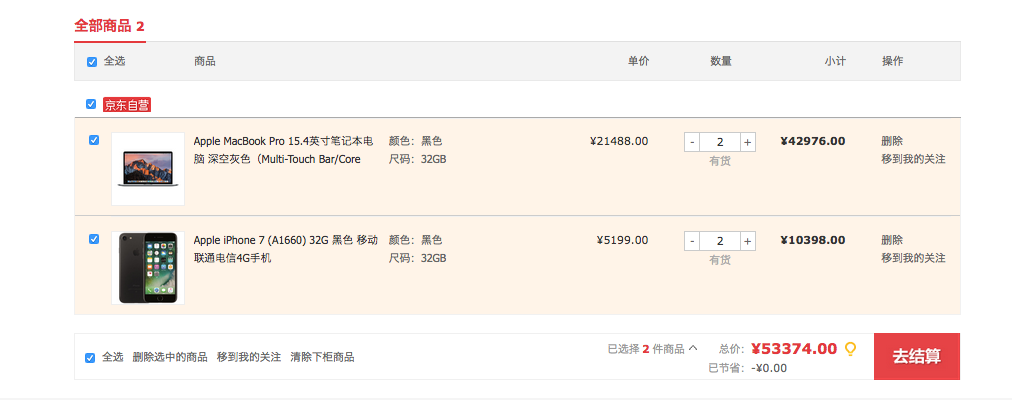 全部商品 2
全选 商品 单价 数量 小计 操作
京东自营
Apple MacBook Pro 15.4英寸笔记本电 颜色：黑色 ¥21488.00 - 2 + ¥42976.00 删除
脑 深空灰色（Multi-Touch Bar/Core 尺码：32GB 有货 移到我的关注
Apple iPhone 7 (A1660) 32G 黑色 移动 颜色：黑色 ¥5199.00 - 2 + ¥10398.00 删除
联通电信4G手机 尺码：32GB 有货 移到我的关注
全选 删除选中的商品 移到我的关注 清除下柜商品 已选择 2 件商品 总价： ¥53374.00 去结算
已节省： -¥0.00